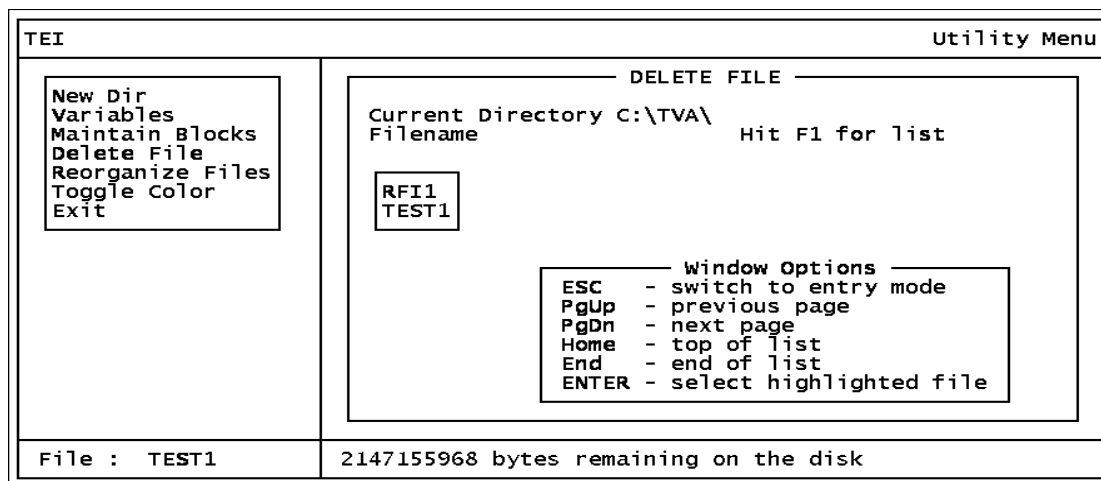 TEI Utility Menu
New Dir
Variables
Maintain Blocks
Delete File
Reorganize Files
Toggle Color
Exit
DELETE FILE
Current Directory C:\TVA\
Filename Hit F1 for list
RFI1
TEST1
Window Options
ESC - switch to entry mode
PgUp - previous page
PgDn - next page
Home - top of list
End - end of list
ENTER - select highlighted file
File : TEST1
2147155968 bytes remaining on the disk